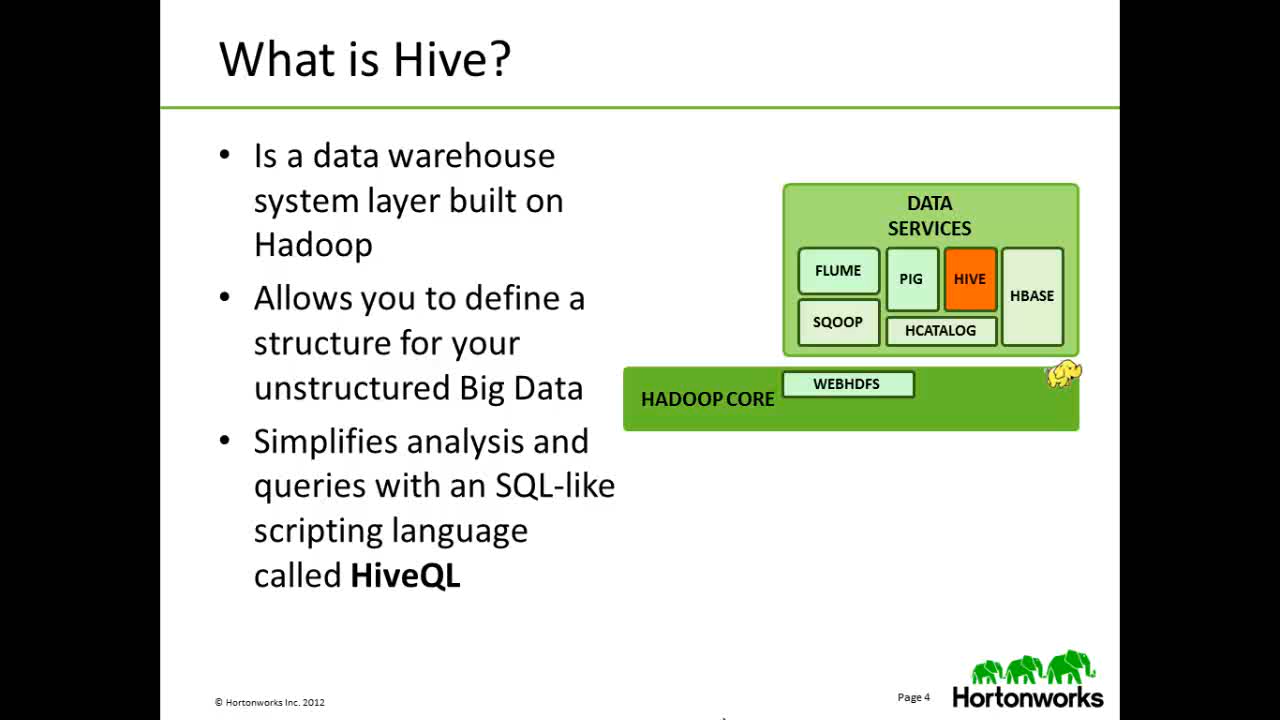 What is Hive?
• Is a data warehouse
system layer built on
Hadoop
• Allows you to define a
structure for your
unstructured Big Data
• Simplifies analysis and
queries with an SQL-like
scripting language
called HiveQL
DATA
SERVICES
FLUME
PIG
HIVE
HBASE
SQOOP
HCATALOG
WEBHDFS
HADOOP CORE
© Hortonworks Inc. 2012
Page 4
Hortonworks